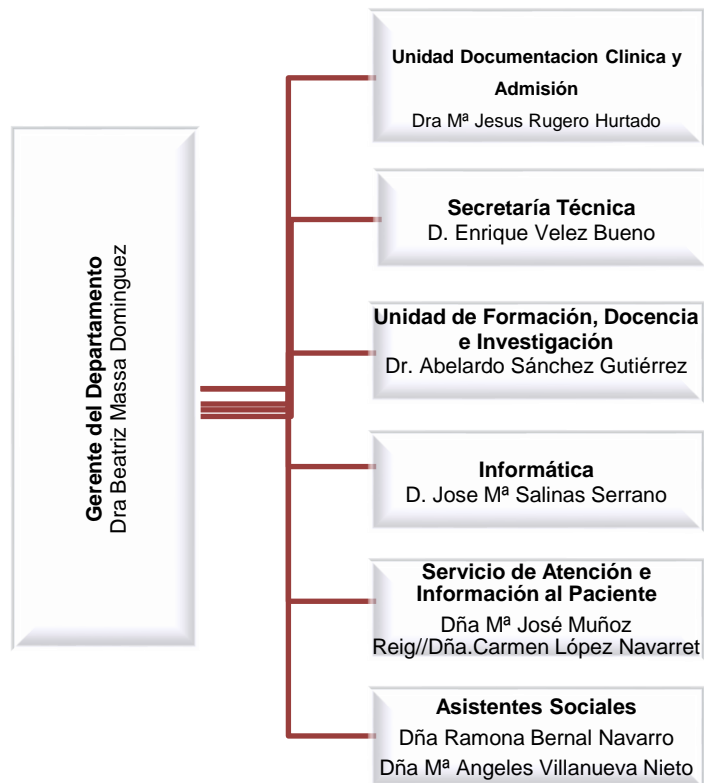 Gerente del Departamento
Dra Beatriz Massa Dominguez
Unidad Documentacion Clinica y
Admisión
Dra Mª Jesus Rugero Hurtado
Secretaría Técnica
D. Enrique Velez Bueno
Unidad de Formación, Docencia
e Investigación
Dr. Abelardo Sánchez Gutiérrez
Informática
D. Jose Mª Salinas Serrano
Servicio de Atención e
Información al Paciente
Dña Mª José Muñoz
Reig//Dña.Carmen López Navarret
Asistentes Sociales
Dña Ramona Bernal Navarro
Dña Mª Angeles Villanueva Nieto